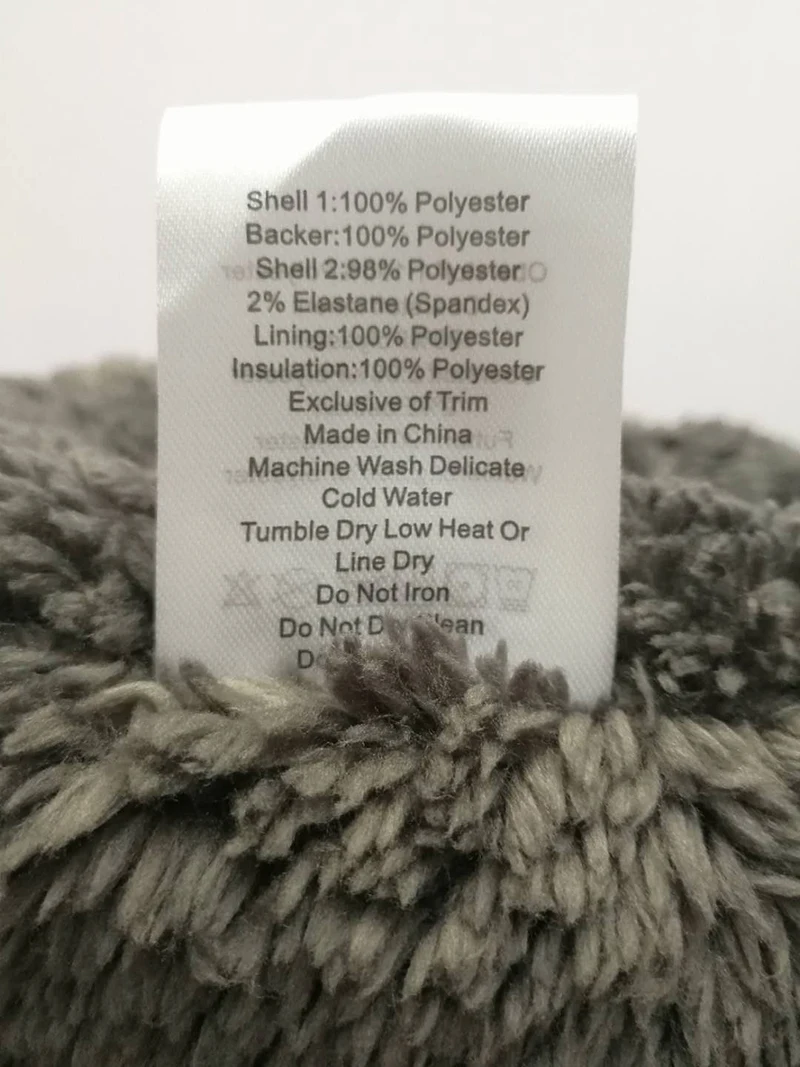 Shell 1:100% Polyester
Backer:100% Polyester
Shell 2:98% Polyester
2% Elastane (Spandex)
Lining:100% Polyester
Insulation:100% Polyester
Exclusive of Trim
Made in China
Machine Wash Delicate
Cold Water
Tumble Dry Low Heat Or
Line Dry
Do Not Iron
Do Not